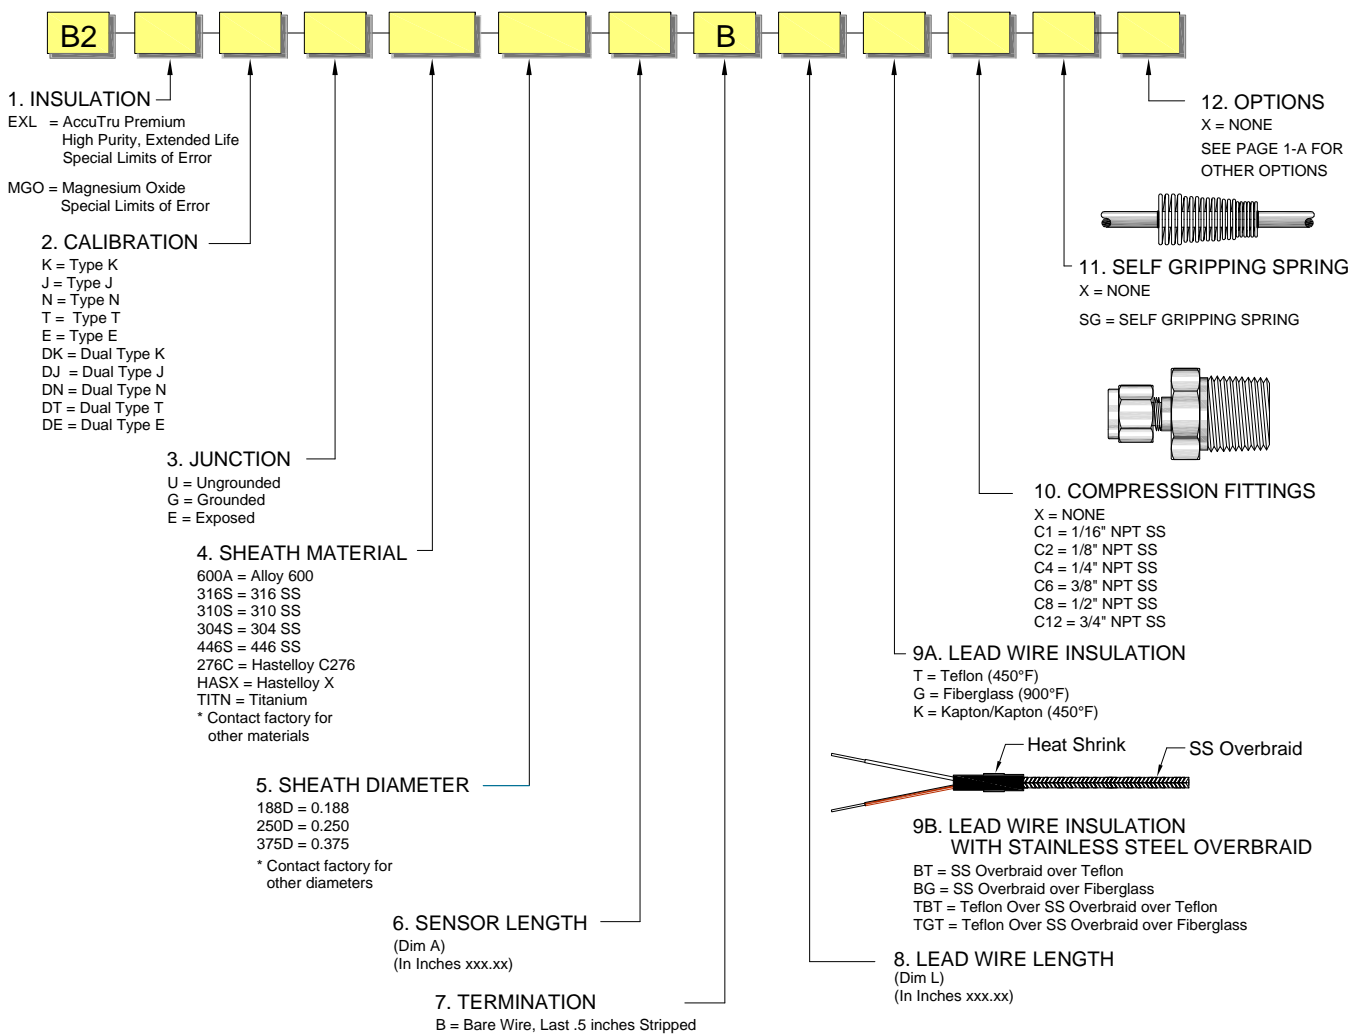 B2
B
1. INSULATION
EXL = AccuTru Premium
High Purity, Extended Life
Special Limits of Error
MGO = Magnesium Oxide
Special Limits of Error
2. CALIBRATION
K = Type K
J = Type J
N = Type N
T = Type T
E = Type E
DK = Dual Type K
DJ = Dual Type J
DN = Dual Type N
DT = Dual Type T
DE = Dual Type E
3. JUNCTION
U = Ungrounded
G = Grounded
E = Exposed
4. SHEATH MATERIAL
600A = Alloy 600
316S = 316 SS
310S = 310 SS
304S = 304 SS
446S = 446 SS
276C = Hastelloy C276
HASX = Hastelloy X
TITN = Titanium
* Contact factory for
other materials
5. SHEATH DIAMETER
188D = 0.188
250D = 0.250
375D = 0.375
* Contact factory for
other diameters
6. SENSOR LENGTH
(Dim A)
(In Inches xxx.xx)
7. TERMINATION
B = Bare Wire, Last .5 inches Stripped
8. LEAD WIRE LENGTH
(Dim L)
(In Inches xxx.xx)
9A. LEAD WIRE INSULATION
T = Teflon (450°F)
G = Fiberglass (900°F)
K = Kapton/Kapton (450°F)
Heat Shrink
SS Overbraid
9B. LEAD WIRE INSULATION
WITH STAINLESS STEEL OVERBRAID
BT = SS Overbraid over Teflon
BG = SS Overbraid over Fiberglass
TBT = Teflon Over SS Overbraid over Teflon
TGT = Teflon Over SS Overbraid over Fiberglass
10. COMPRESSION FITTINGS
X = NONE
C1 = 1/16" NPT SS
C2 = 1/8" NPT SS
C4 = 1/4" NPT SS
C6 = 3/8" NPT SS
C8 = 1/2" NPT SS
C12 = 3/4" NPT SS
11. SELF GRIPPING SPRING
X = NONE
SG = SELF GRIPPING SPRING
12. OPTIONS
X = NONE
SEE PAGE 1-A FOR
OTHER OPTIONS